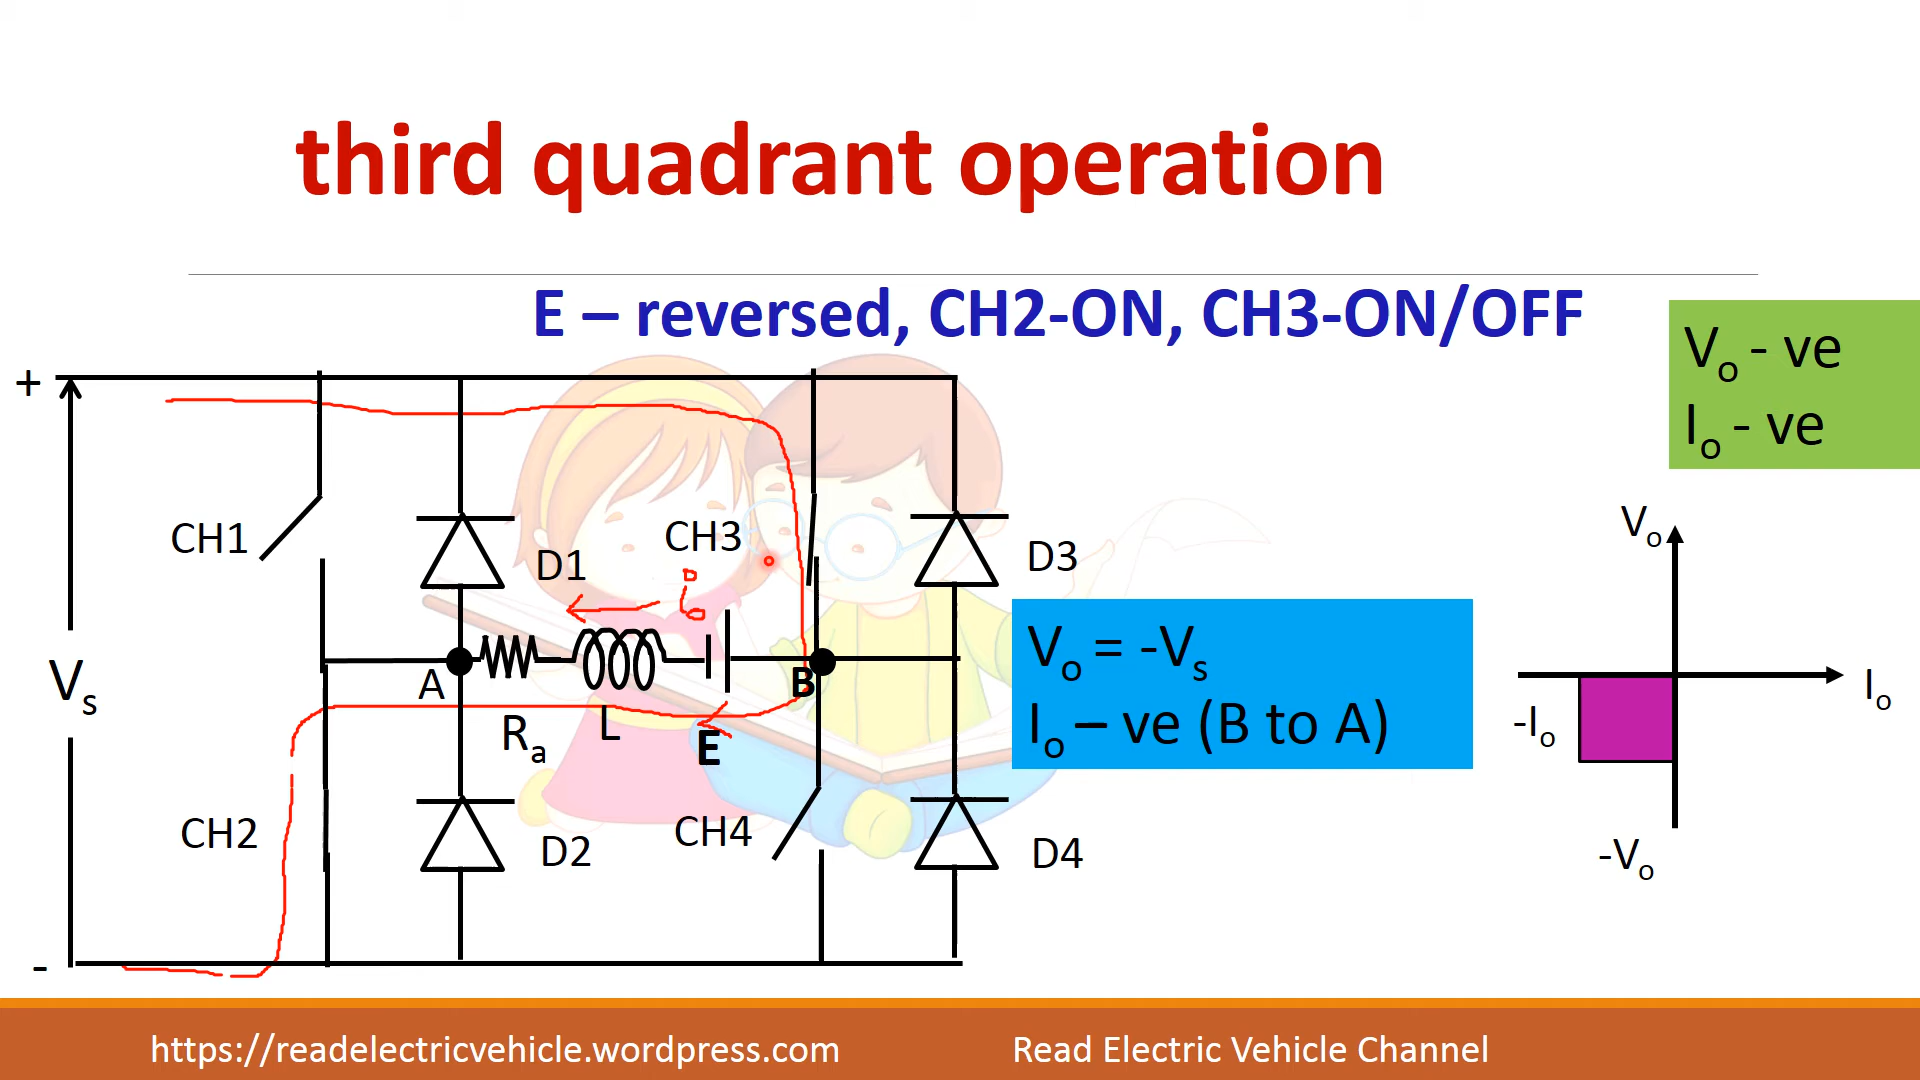 third quadrant operation
E – reversed, CH2-ON, CH3-ON/OFF
Vo - ve
Io - ve
+
CH1
D1
CH3
D3
Vo
Vo = -Vs
Io – ve (B to A)
Vs
A
B
Io
-Io
Ra
L
E
CH2
D2
CH4
D4
-Vo
-
https://readelectricvehicle.wordpress.com
Read Electric Vehicle Channel